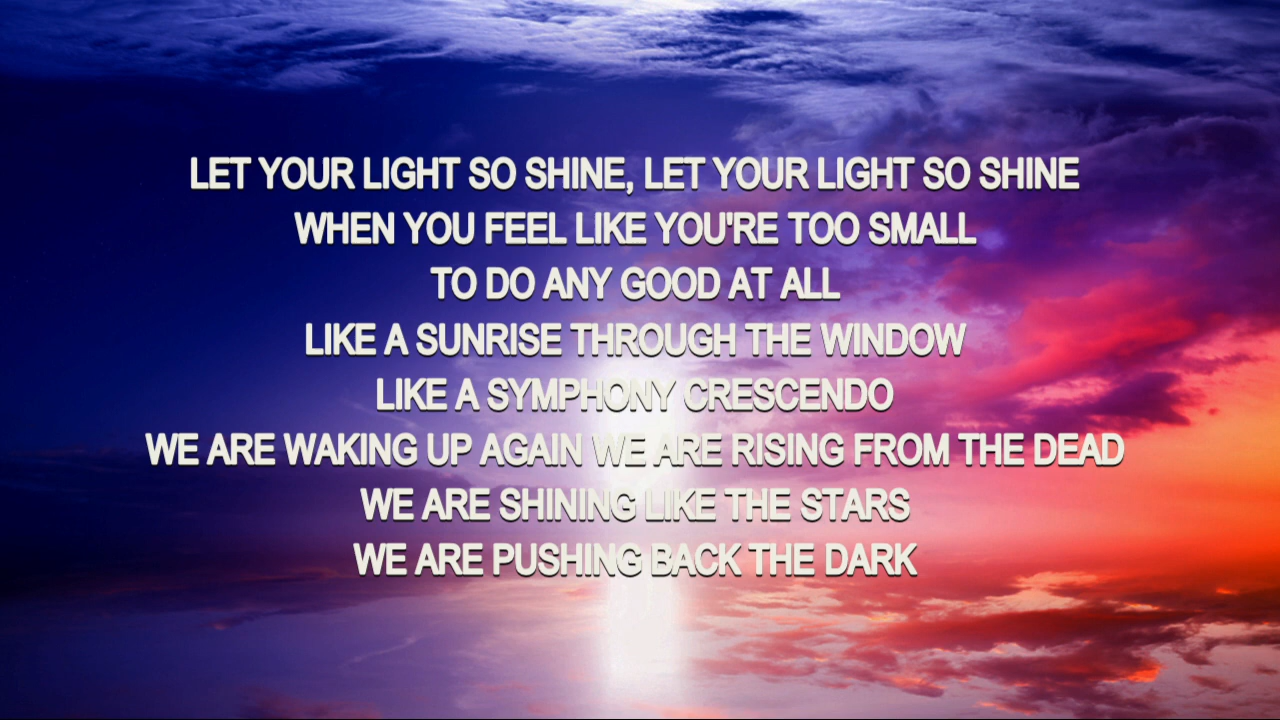 LET YOUR LIGHT SO SHINE, LET YOUR LIGHT SO SHINE
WHEN YOU FEEL LIKE YOU'RE TOO SMALL
TO DO ANY GOOD AT ALL
LIKE A SUNRISE THROUGH THE WINDOW
LIKE A SYMPHONY CRESCENDO
WE ARE WAKING UP AGAIN WE ARE RISING FROM THE DEAD
WE ARE SHINING LIKE THE STARS
WE ARE PUSHING BACK THE DARK